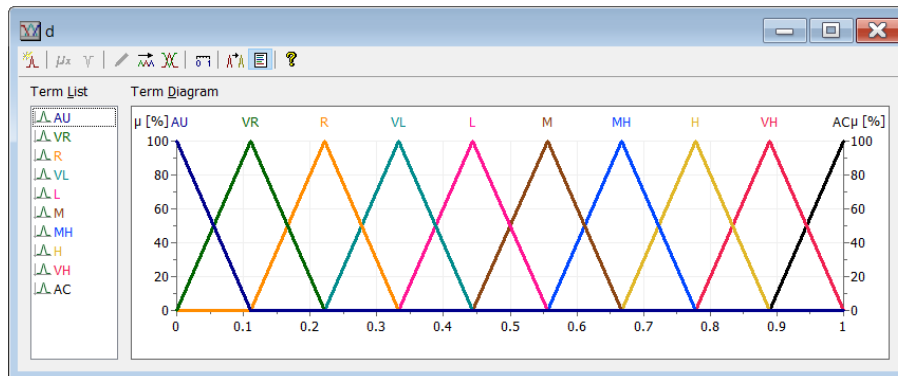 d
Term List Term Diagram
AU
VR
R
VL
L
M
MH
H
VH
AC
µ [%] AU VR R VL L M MH H VH AC µ [%]
100 100
80 80
60 60
40 40
20 20
0 0
0 0.1 0.2 0.3 0.4 0.5 0.6 0.7 0.8 0.9 1